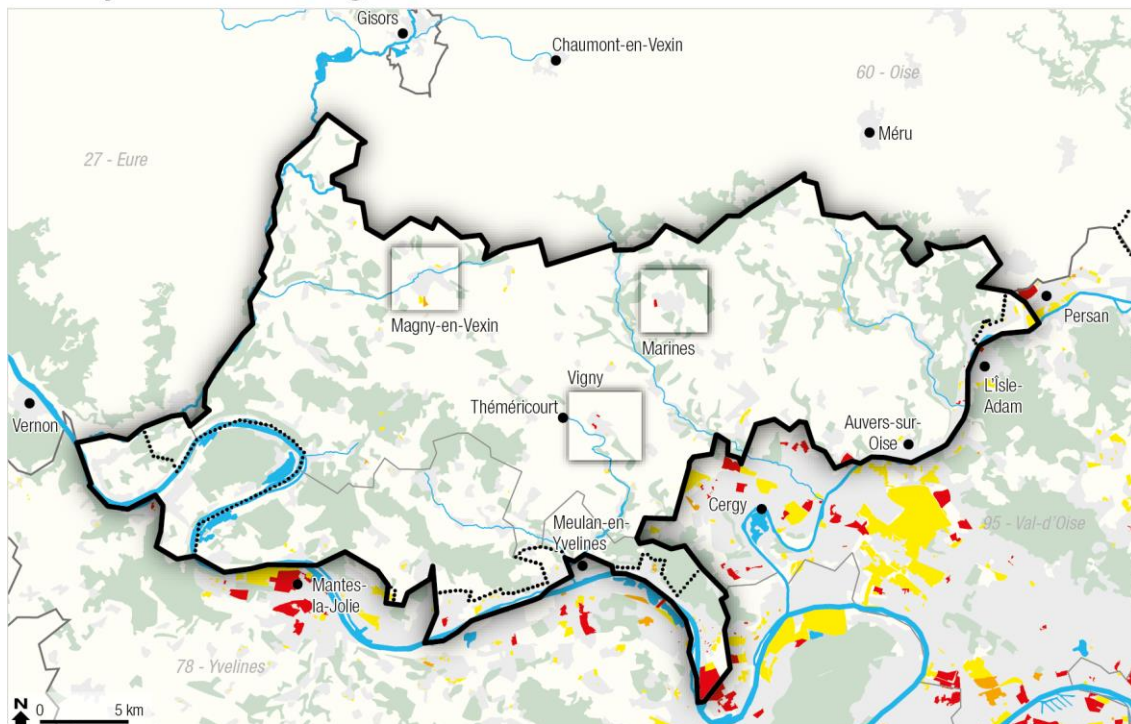 Gisors
Chaumont-en-Vexin
60 - Oise
Méru
27 - Eure
Magny-en-Vexin
Marines
Persan
Vigny
L'Îsle-
Adam
Théméricourt
Vernon
Auvers-sur-
Oise
Cergy
95 - Val-d'Oise
Meulan-en-
Yvelines
Mantes-
la-Jolie
78 - Yvelines
N
0 5 km